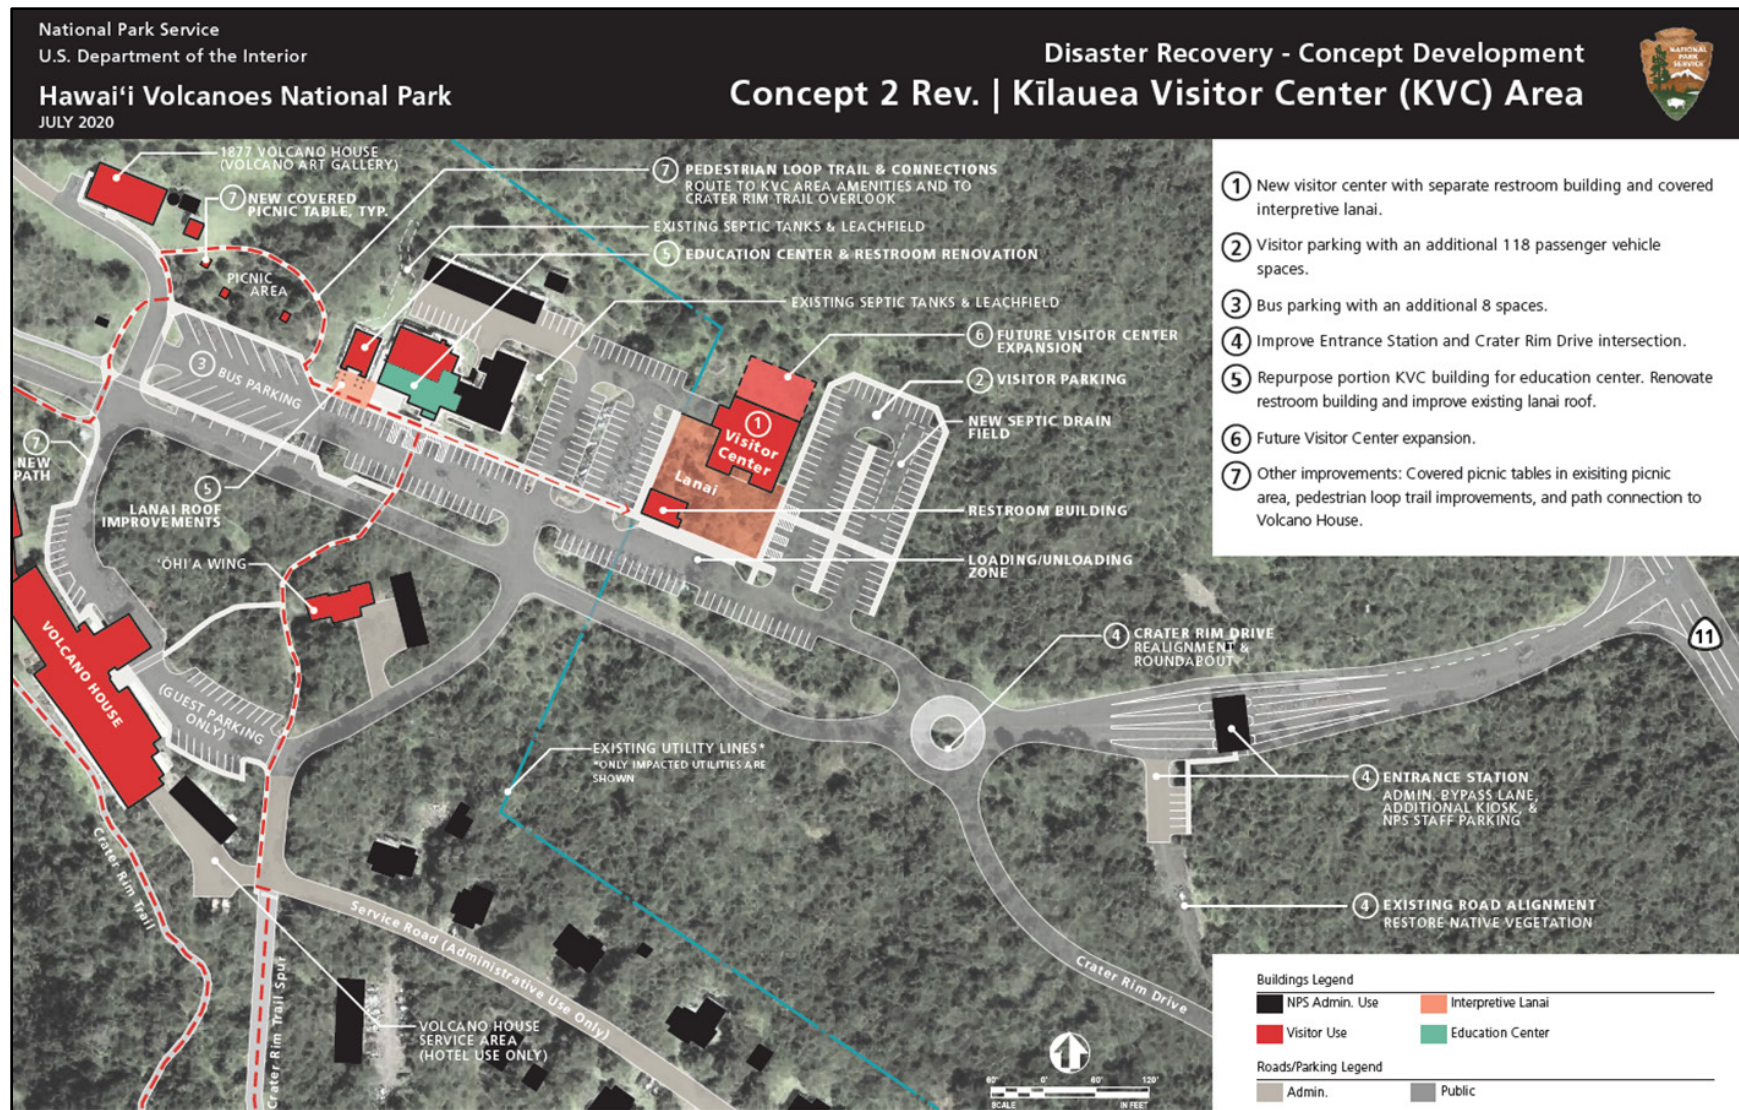 National Park Service
U.S. Department of the Interior
Hawai‘i Volcanoes National Park
JULY 2020
Disaster Recovery - Concept Development
Concept 2 Rev. | Kīlauea Visitor Center (KVC) Area
NATIONAL
PARK
SERVICE
1877 VOLCANO HOUSE
(VOLCANO ART GALLERY)
7 NEW COVERED
PICNIC TABLE, TYP.
PICNIC
AREA
7 PEDESTRIAN LOOP TRAIL & CONNECTIONS
ROUTE TO KVC AREA AMENITIES AND TO
CRATER RIM TRAIL OVERLOOK
EXISTING SEPTIC TANKS & LEACHFIELD
5 EDUCATION CENTER & RESTROOM RENOVATION
EXISTING SEPTIC TANKS & LEACHFIELD
6 FUTURE VISITOR CENTER
EXPANSION
2 VISITOR PARKING
NEW SEPTIC DRAIN
FIELD
3 BUS PARKING
1
Visitor
Center
Lanai
RESTROOM BUILDING
LOADING/UNLOADING
ZONE
7
NEW
PATH
5
LANAI ROOF
IMPROVEMENTS
‘ŌHI‘A WING
VOLCANO HOUSE
(GUEST PARKING
ONLY)
4 CRATER RIM DRIVE
REALIGNMENT &
ROUNDABOUT
11
EXISTING UTILITY LINES*
*ONLY IMPACTED UTILITIES ARE
SHOWN
4 ENTRANCE STATION
ADMIN. BYPASS LANE,
ADDITIONAL KIOSK, &
NPS STAFF PARKING
4 EXISTING ROAD ALIGNMENT
RESTORE NATIVE VEGETATION
Crater Rim Trail
Crater Rim Trail Spur
Service Road (Administrative Use Only)
Crater Rim Drive
VOLCANO HOUSE
SERVICE AREA
(HOTEL USE ONLY)
60' 0' 60' 120'
SCALE IN FEET
1 New visitor center with separate restroom building and covered
interpretive lanai.
2 Visitor parking with an additional 118 passenger vehicle
spaces.
3 Bus parking with an additional 8 spaces.
4 Improve Entrance Station and Crater Rim Drive intersection.
5 Repurpose portion KVC building for education center. Renovate
restroom building and improve existing lanai roof.
6 Future Visitor Center expansion.
7 Other improvements: Covered picnic tables in exisiting picnic
area, pedestrian loop trail improvements, and path connection to
Volcano House.
Buildings Legend
NPS Admin. Use
Interpretive Lanai
Visitor Use
Education Center
Roads/Parking Legend
Admin.
Public